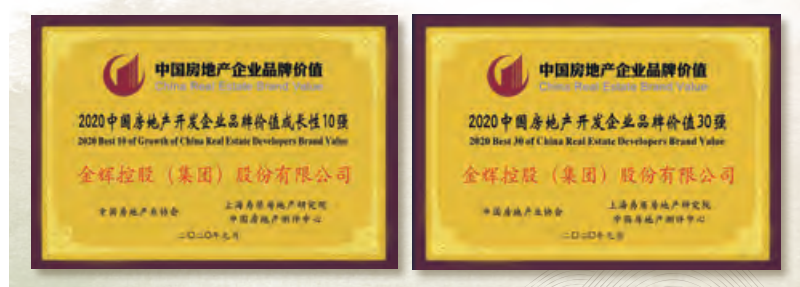 中国房地产企业品牌价值
China Real Estate Brand Value
2020中国房地产开发企业品牌价值成长性10强
2020 Best 10 of Growth of China Real Estate Developers Brand Value
金辉控股（集团）股份有限公司
中国房地产业协会
上海易居房地产研究院
中国房地产测评中心
二〇二〇年九月
中国房地产企业品牌价值
China Real Estate Brand Value
2020中国房地产开发企业品牌价值30强
2020 Best 30 of China Real Estate Developers Brand Value
金辉控股（集团）股份有限公司
中国房地产业协会
上海易居房地产研究院
中国房地产测评中心
二〇二〇年九月